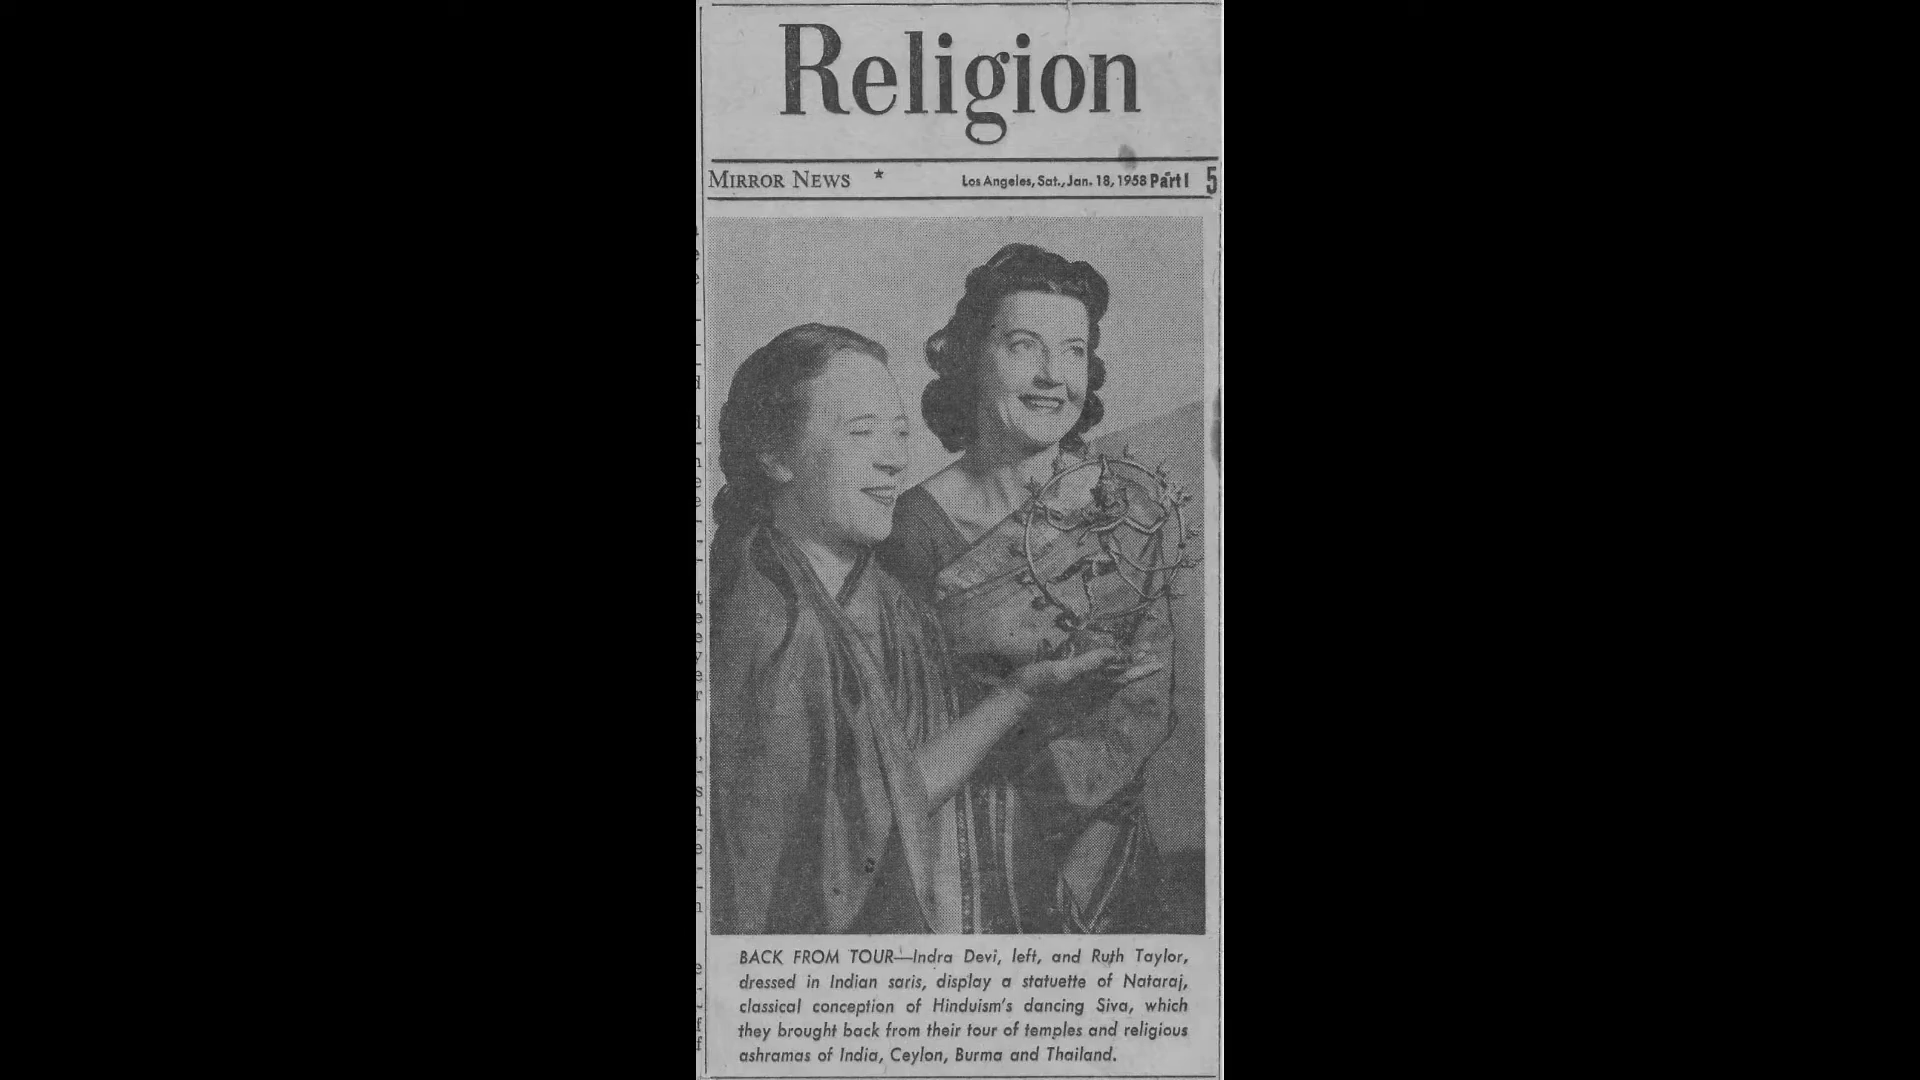 Religion
MIRROR NEWS ★ Los Angeles, Sat., Jan. 18, 1958 Part I 5
BACK FROM TOUR—Indra Devi, left, and Ruth Taylor,
dressed in Indian saris, display a statuette of Nataraj,
classical conception of Hinduism's dancing Siva, which
they brought back from their tour of temples and religious
ashramas of India, Ceylon, Burma and Thailand.